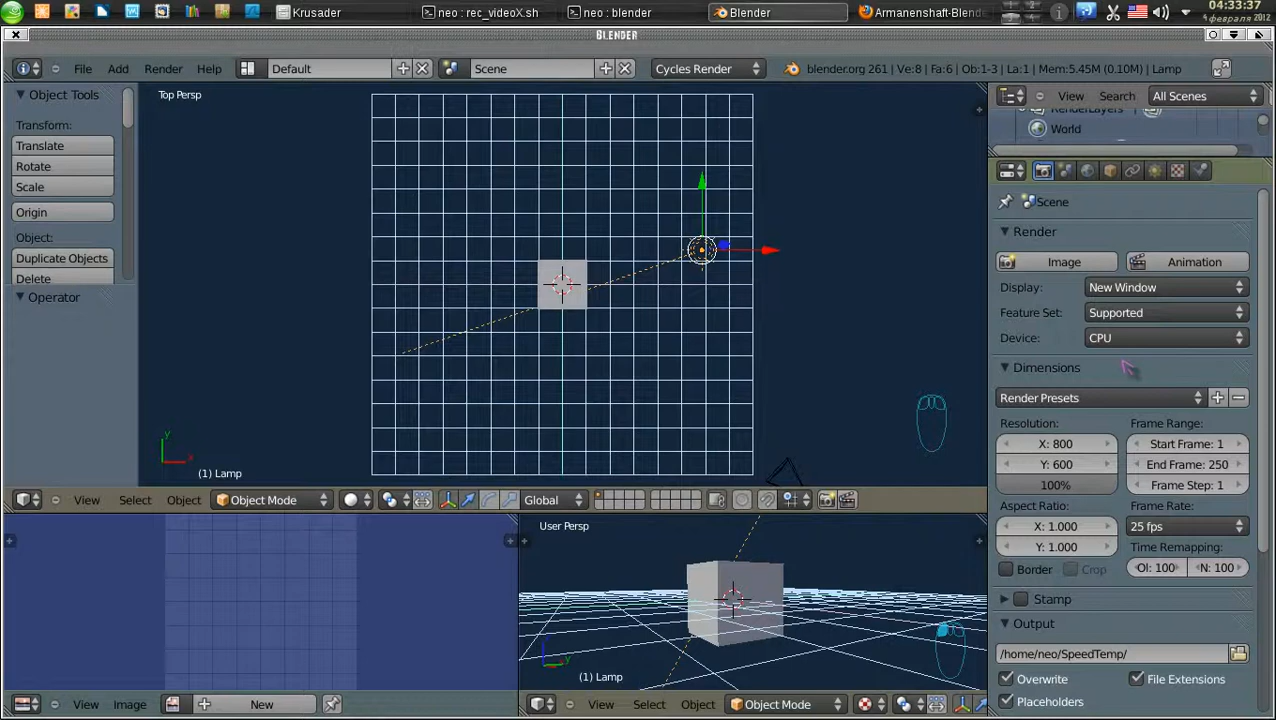 Krusader
neo : rec_videoX.sh
neo : blender
Blender
Armanenshaft-Blend
04:33:37
4 февраля 2012
BLENDER
File Add Render Help
Default
Scene
Cycles Render
blender.org 261 | Ve:8 | Fa:6 | Ob:1-3 | La:1 | Mem:5.45M (0.10M) | Lamp
Object Tools
Transform:
Translate
Rotate
Scale
Origin
Object:
Duplicate Objects
Delete
Operator
Top Persp
(1) Lamp
View Select Object
Object Mode
Global
View Image
New
User Persp
(1) Lamp
View Select Object
Object Mode
View Search
All Scenes
RenderLayers
World
Scene
Render
Image
Animation
Display:
New Window
Feature Set:
Supported
Device:
CPU
Dimensions
Render Presets
Resolution:
Frame Range:
X: 800
Start Frame: 1
Y: 600
End Frame: 250
100%
Frame Step: 1
Aspect Ratio:
Frame Rate:
X: 1.000
25 fps
Y: 1.000
Time Remapping:
Border
Crop
Ol: 100
N: 100
Stamp
Output
/home/neo/SpeedTemp/
Overwrite
File Extensions
Placeholders